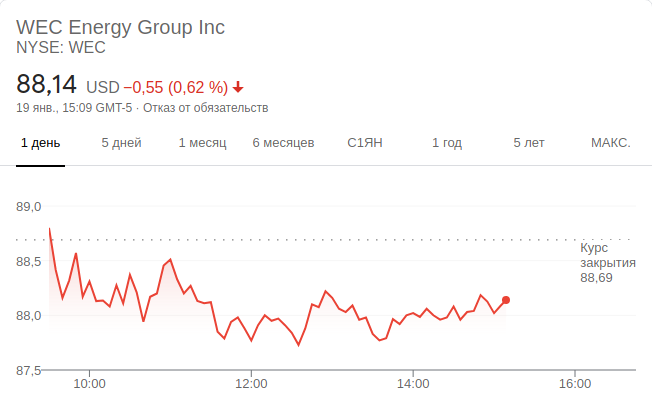 WEC Energy Group Inc
NYSE: WEC
88,14 USD −0,55 (0,62 %)
19 янв., 15:09 GMT-5 · Отказ от обязательств
1 день 5 дней 1 месяц 6 месяцев С1ЯН 1 год 5 лет МАКС.
89,0
88,5
88,0
87,5
Курс
закрытия
88,69
10:00 12:00 14:00 16:00